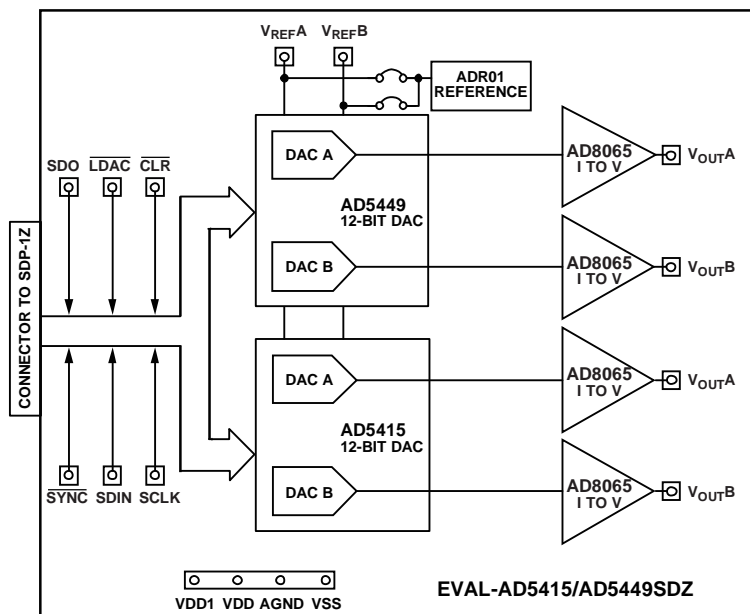 VREFA VREFB
ADR01
REFERENCE
SDO LDAC CLR
DAC A
AD5449
12-BIT DAC
DAC B
AD8065
I TO V
VOUTA
AD8065
I TO V
VOUTB
CONNECTOR TO SDP-1Z
DAC A
AD5415
12-BIT DAC
DAC B
AD8065
I TO V
VOUTA
AD8065
I TO V
VOUTB
SYNC SDIN SCLK
VDD1 VDD AGND VSS
EVAL-AD5415/AD5449SDZ